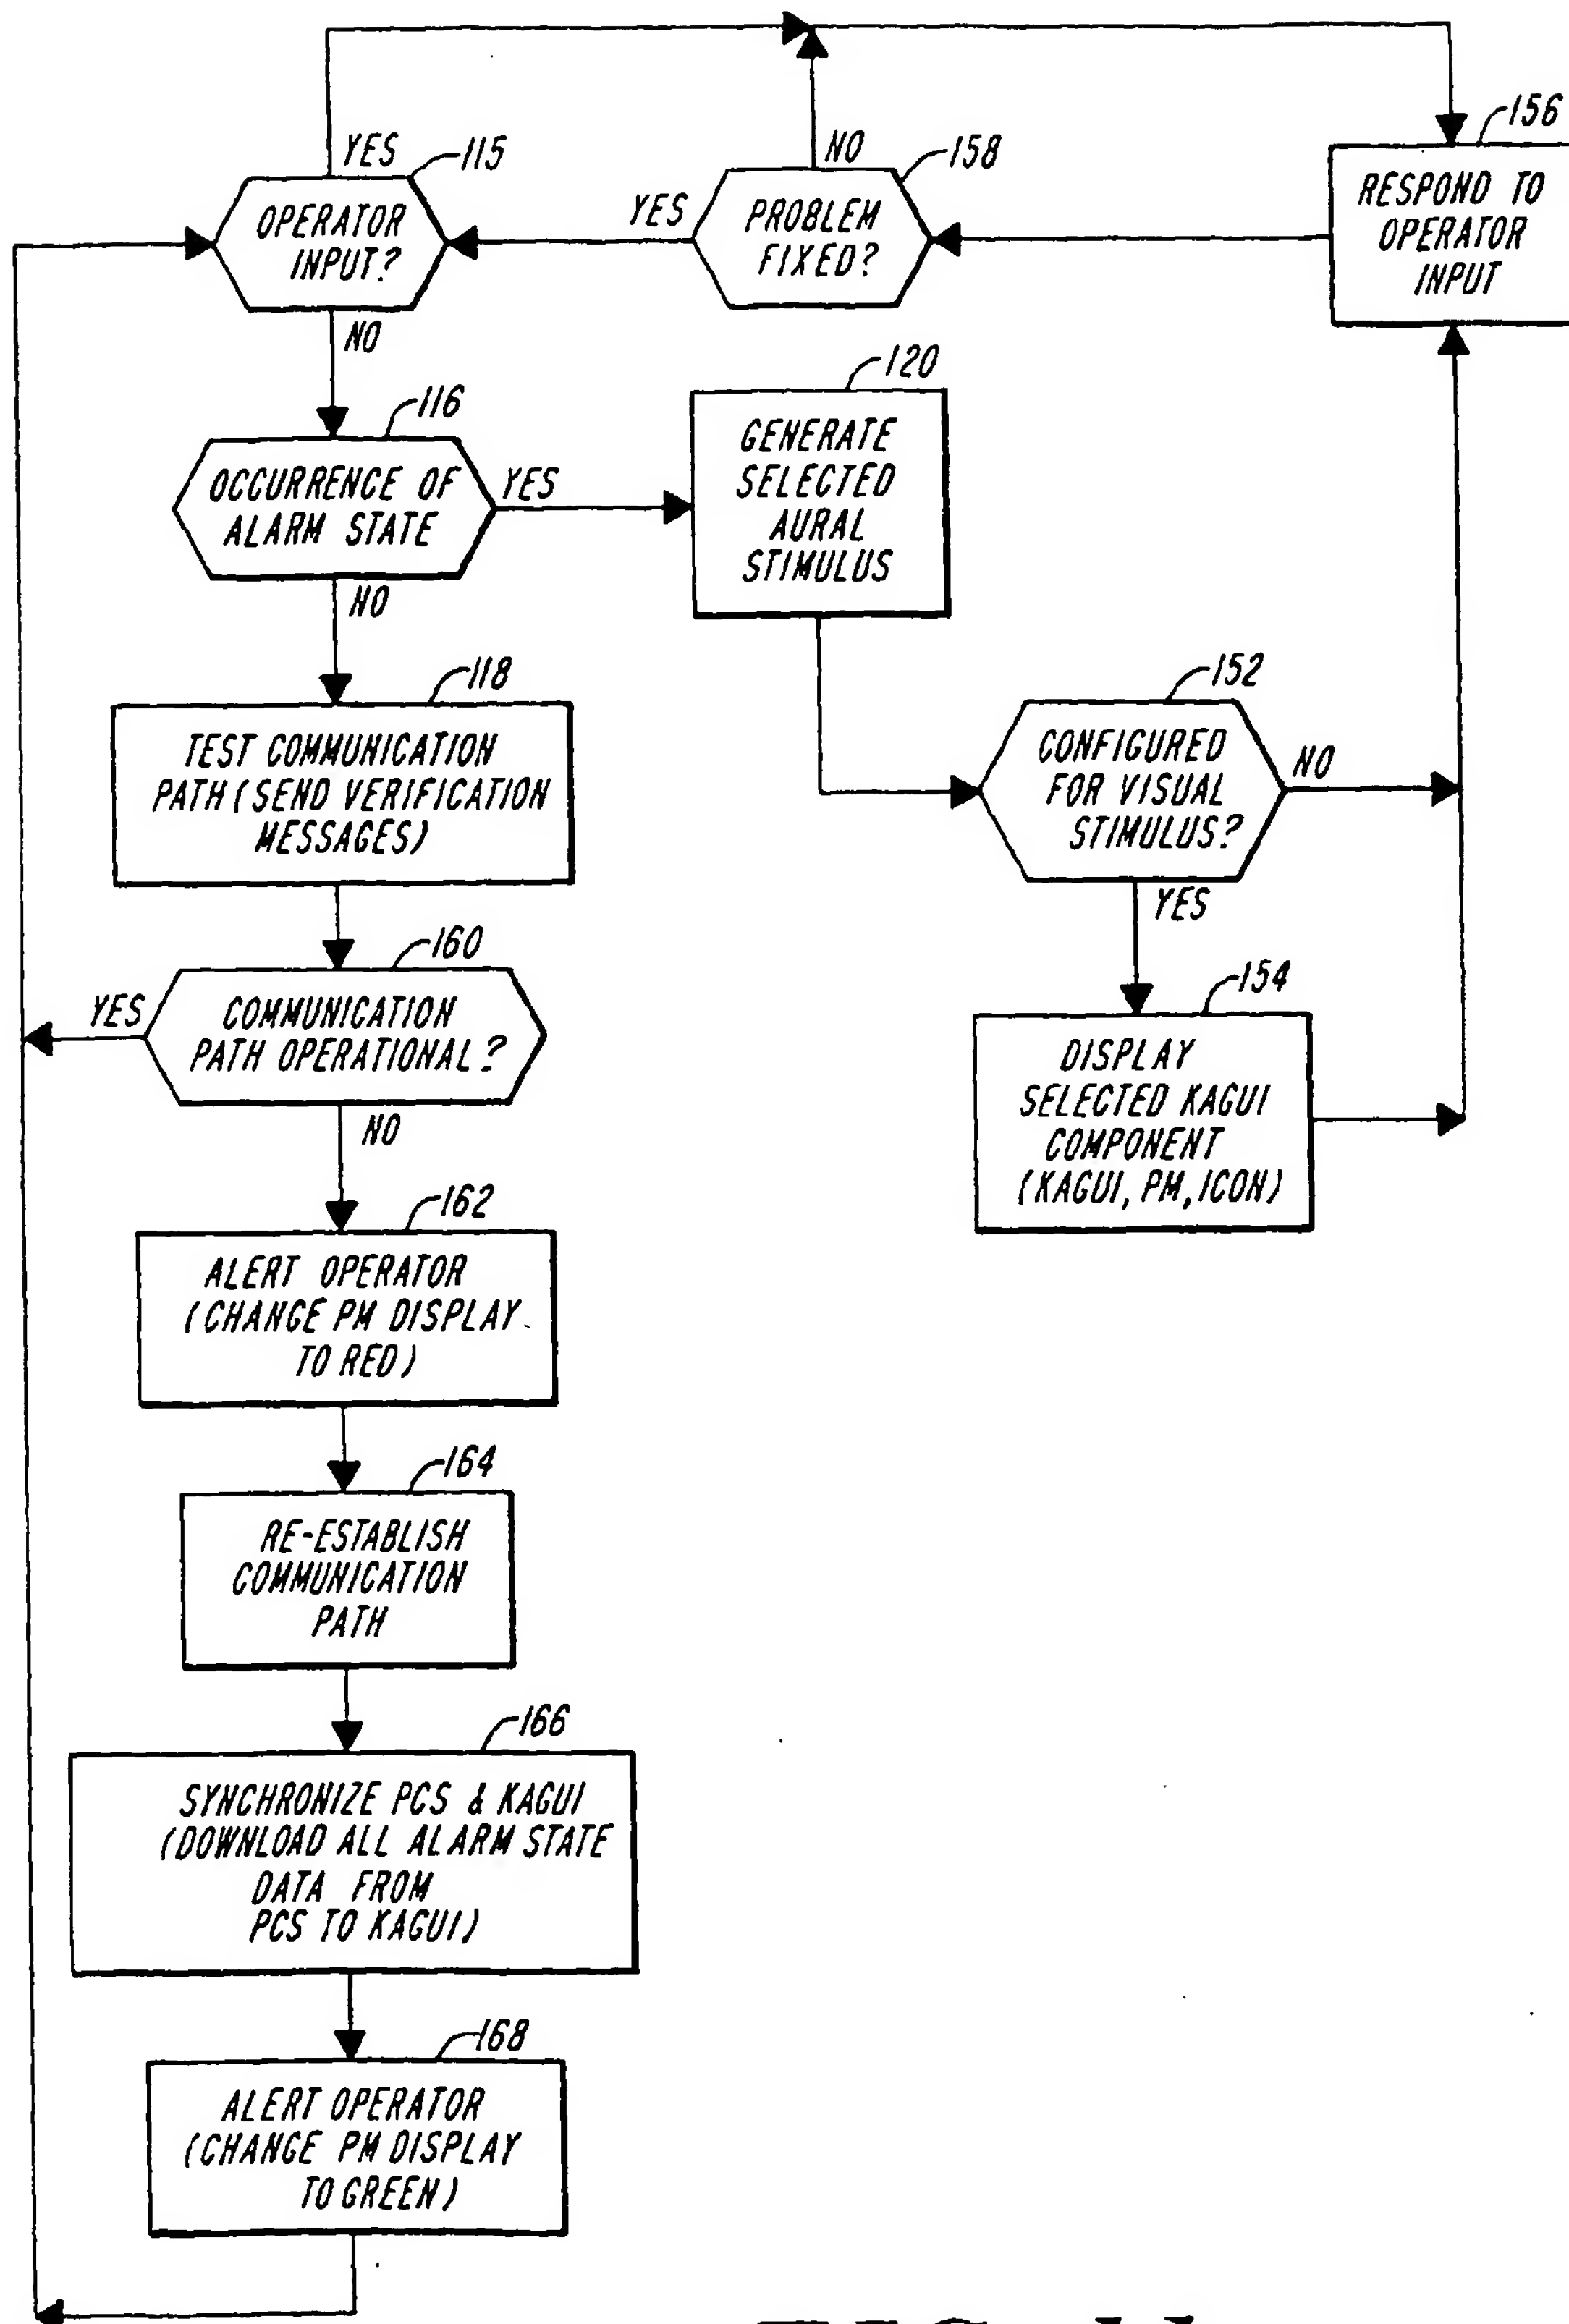 YES
115
OPERATOR
INPUT?
NO
YES
158
PROBLEM
FIXED?
NO
156
RESPOND TO
OPERATOR
INPUT
116
OCCURRENCE OF
ALARM STATE
YES
NO
120
GENERATE
SELECTED
AURAL
STIMULUS
118
TEST COMMUNICATION
PATH (SEND VERIFICATION
MESSAGES)
152
CONFIGURED
FOR VISUAL
STIMULUS?
NO
YES
160
YES
COMMUNICATION
PATH OPERATIONAL?
NO
154
DISPLAY
SELECTED KAGUI
COMPONENT
(KAGUI, PM, ICON)
162
ALERT OPERATOR
(CHANGE PM DISPLAY
TO RED)
164
RE-ESTABLISH
COMMUNICATION
PATH
166
SYNCHRONIZE PCS & KAGUI
(DOWNLOAD ALL ALARM STATE
DATA FROM
PCS TO KAGUI)
168
ALERT OPERATOR
(CHANGE PM DISPLAY
TO GREEN)